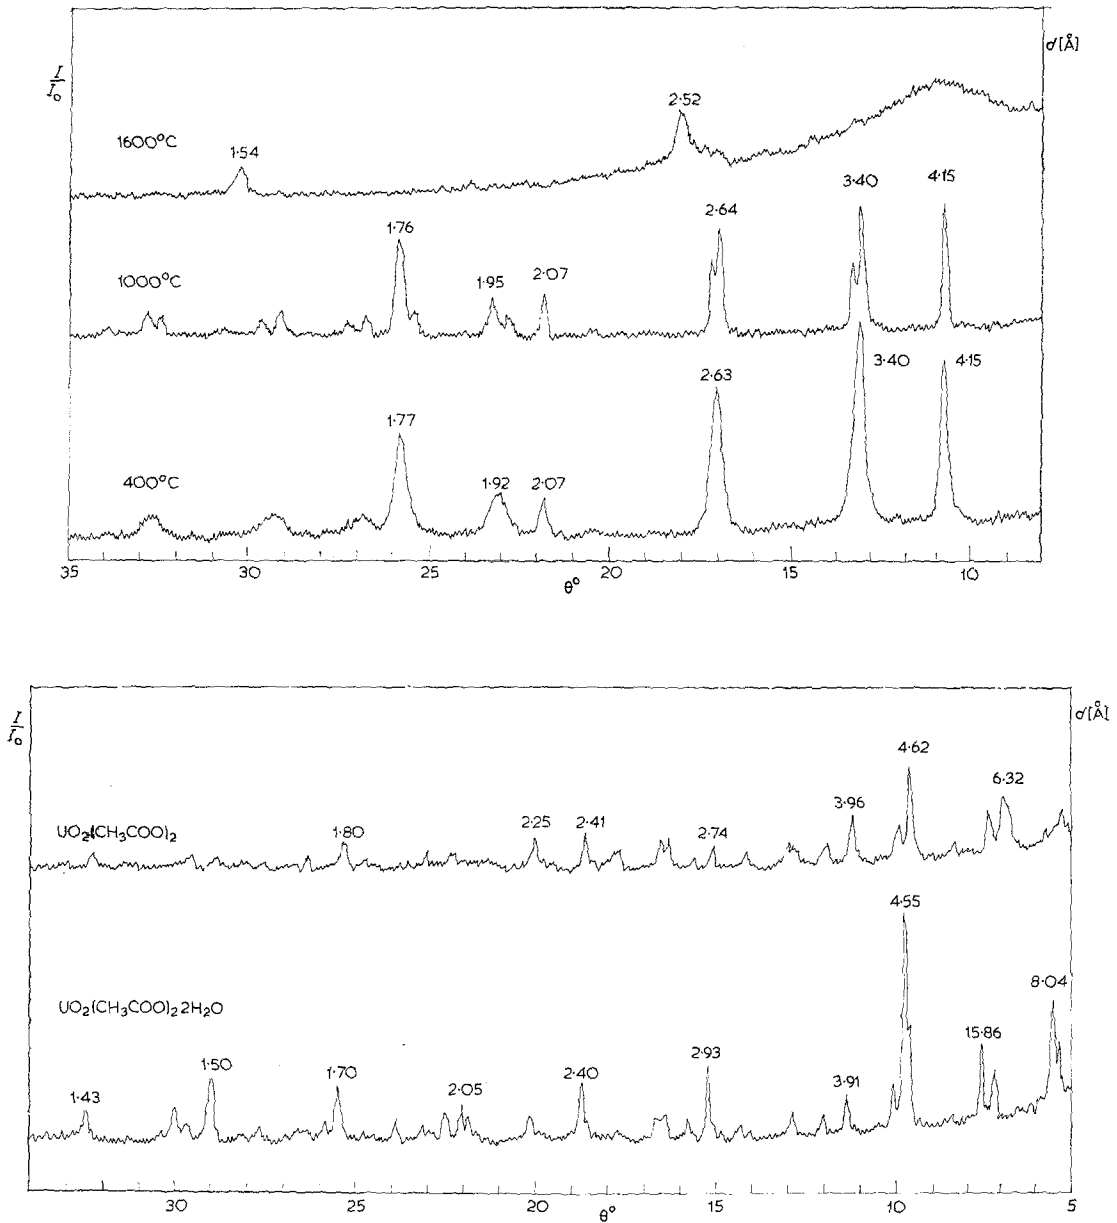 I/I₀ d[Å]
1600°C 1·54 2·52
1000°C 1·76 1·95 2·07 2·64 3·40 4·15
400°C 1·77 1·92 2·07 2·63 3·40 4·15
35 30 25 20 15 10
θ°
I/I₀ d[Å]
UO₂(CH₃COO)₂ 1·80 2·25 2·41 2·74 3·96 4·62 6·32
UO₂(CH₃COO)₂2H₂O 1·43 1·50 1·70 2·05 2·40 2·93 3·91 4·55 15·86 8·04
30 25 20 15 10 5
θ°